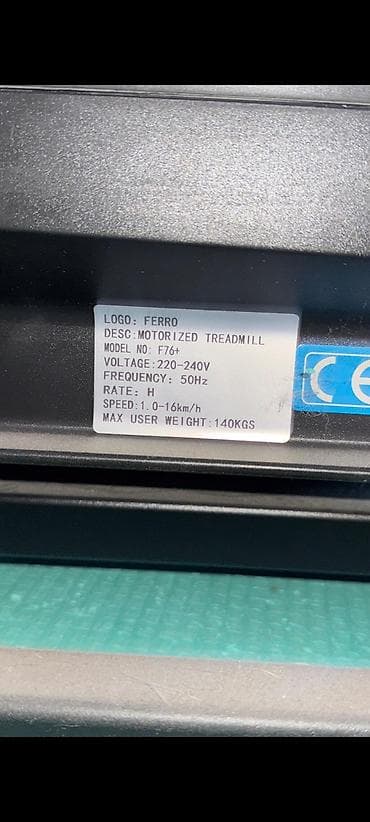 LOGO: FERRO
DESC:MOTORIZED TREADMILL
MODEL NO: F76+
VOLTAGE:220-240V
FREQUENCY: 50Hz
RATE: H
SPEED:1.0-16km/h
MAX USER WEIGHT:140KGS
CE